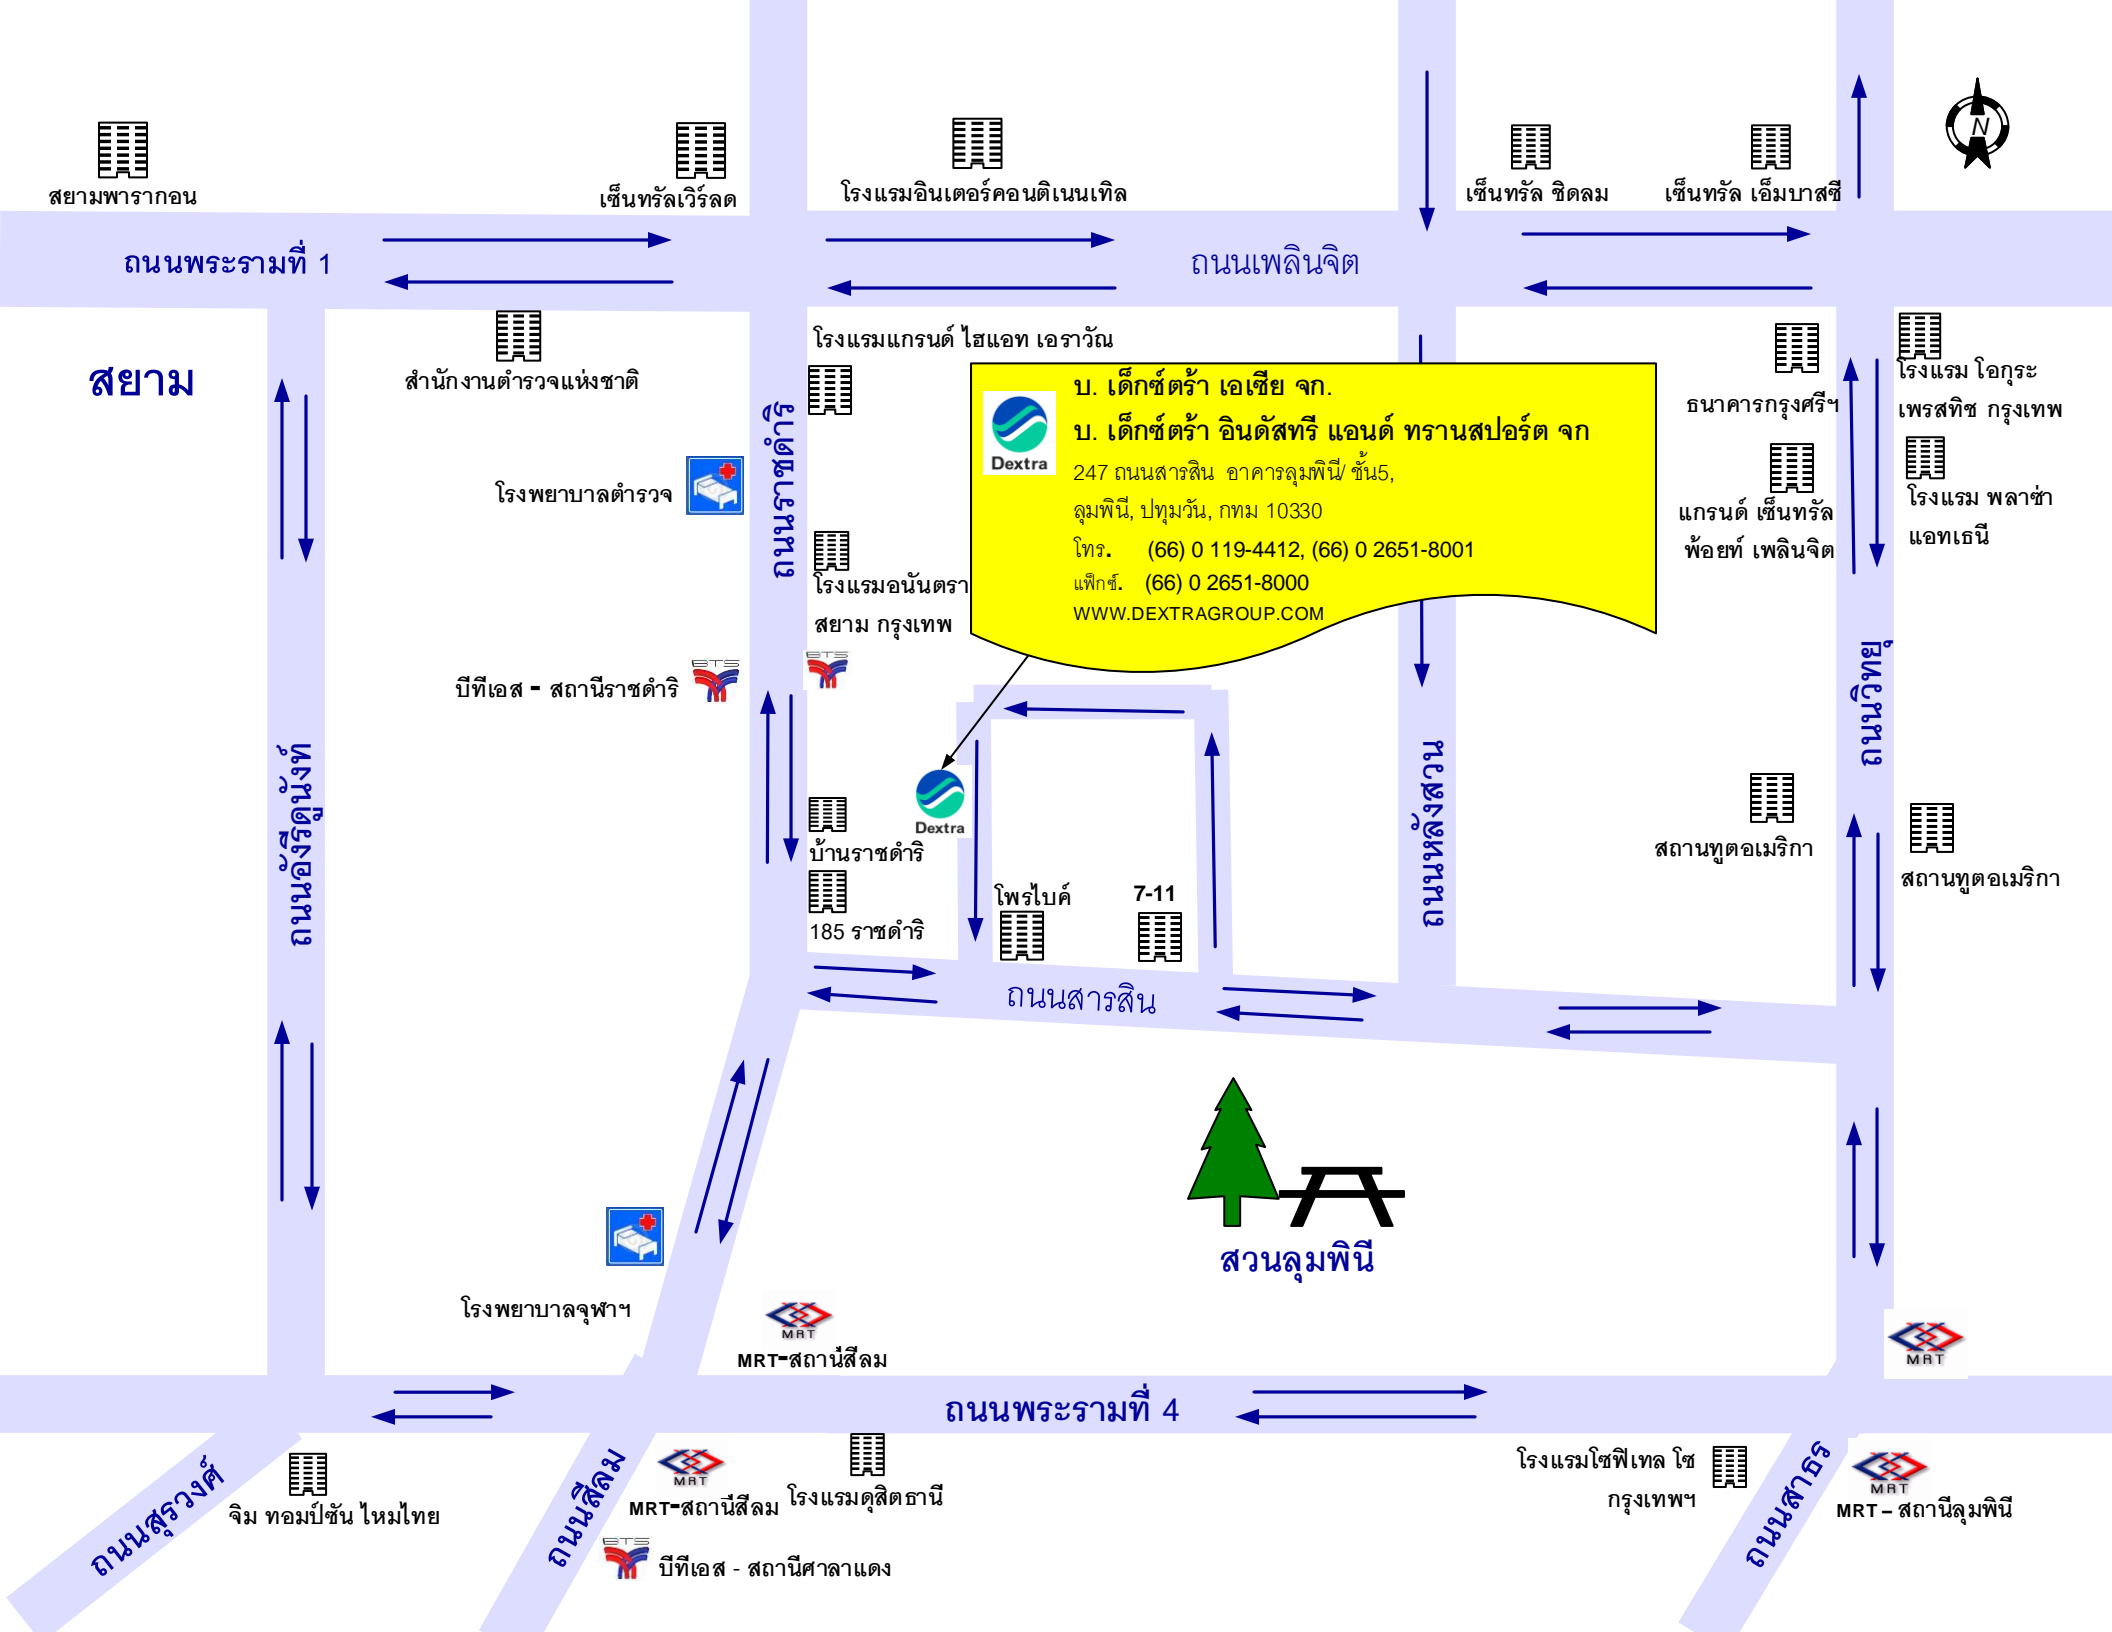 N
สยามพารากอน
เซ็นทรัลเวิร์ลด
โรงแรมอินเตอร์คอนติเนนเทิล
เซ็นทรัล ชิดลม
เซ็นทรัล เอ็มบาสซี
ถนนพระรามที่ 1
ถนนเพลินจิต
สยาม
สำนักงานตำรวจแห่งชาติ
โรงแรมแกรนด์ ไฮแอท เอราวัณ
ถนนราชดำริ
โรงพยาบาลตำรวจ
โรงแรมอนันตรา
สยาม กรุงเทพ
Dextra
บ. เด็กซ์ตร้า เอเซีย จก.
บ. เด็กซ์ตร้า อินดัสทรี แอนด์ ทรานสปอร์ต จก
247 ถนนสารสิน อาคารลุมพินี/ ชั้น5,
ลุมพินี, ปทุมวัน, กทม 10330
โทร. (66) 0 119-4412, (66) 0 2651-8001
แฟ็กซ์. (66) 0 2651-8000
WWW.DEXTRAGROUP.COM
ธนาคารกรุงศรีฯ
โรงแรม โอกุระ
เพรสทิช กรุงเทพ
แกรนด์ เซ็นทรัล
พ้อยท์ เพลินจิต
โรงแรม พลาซ่า
แอทเธนี
BTS
บีทีเอส - สถานีราชดำริ
BTS
ถนนอังรีดูนังท์
ถนนหลังสวน
ถนนวิทยุ
Dextra
บ้านราชดำริ
185 ราชดำริ
โพรไบค์
7-11
สถานทูตอเมริกา
สถานทูตอเมริกา
ถนนสารสิน
สวนลุมพินี
โรงพยาบาลจุฬาฯ
MRT
MRT-สถานีสีลม
MRT
ถนนพระรามที่ 4
ถนนสุรวงศ์
จิม ทอมป์ซัน ไหมไทย
ถนนสีลม
MRT
MRT-สถานีสีลม
โรงแรมดุสิตธานี
BTS
บีทีเอส - สถานีศาลาแดง
โรงแรมโซฟิเทล โซ
กรุงเทพฯ
ถนนสาธร
MRT
MRT – สถานีลุมพินี